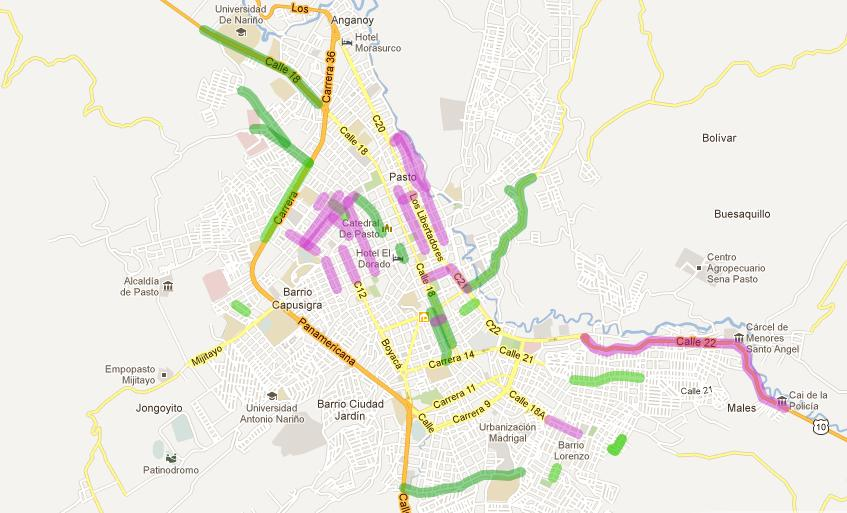 Universidad
De Nariño
Los
Anganoy
Hotel
Morasurco
Carrera 36
Calle 18
C20
Calle 18
Bolivar
Pasto
Los Libertadores
Carrera
Catedral
De Pasto
Buesaquillo
Hotel El
Dorado
Centro
Agropecuario
Sena Pasto
Alcaldía
de Pasto
Calle 18
C21
C12
Barrio
Capusigra
C22
Cárcel de
Menores
Santo Angel
Panamericana
Calle 22
Mijitayo
Boyacá
Carrera 14
Calle 21
Empopasto
Mijitayo
Calle 21
Carrera 11
Cai de la
Policía
Universidad
Antonio Nariño
Barrio Ciudad
Jardín
Jongoyito
Males
Calle
Carrera 9
Calle 18A
10
Urbanización
Madrigal
Barrio
Lorenzo
Patinodromo
Call